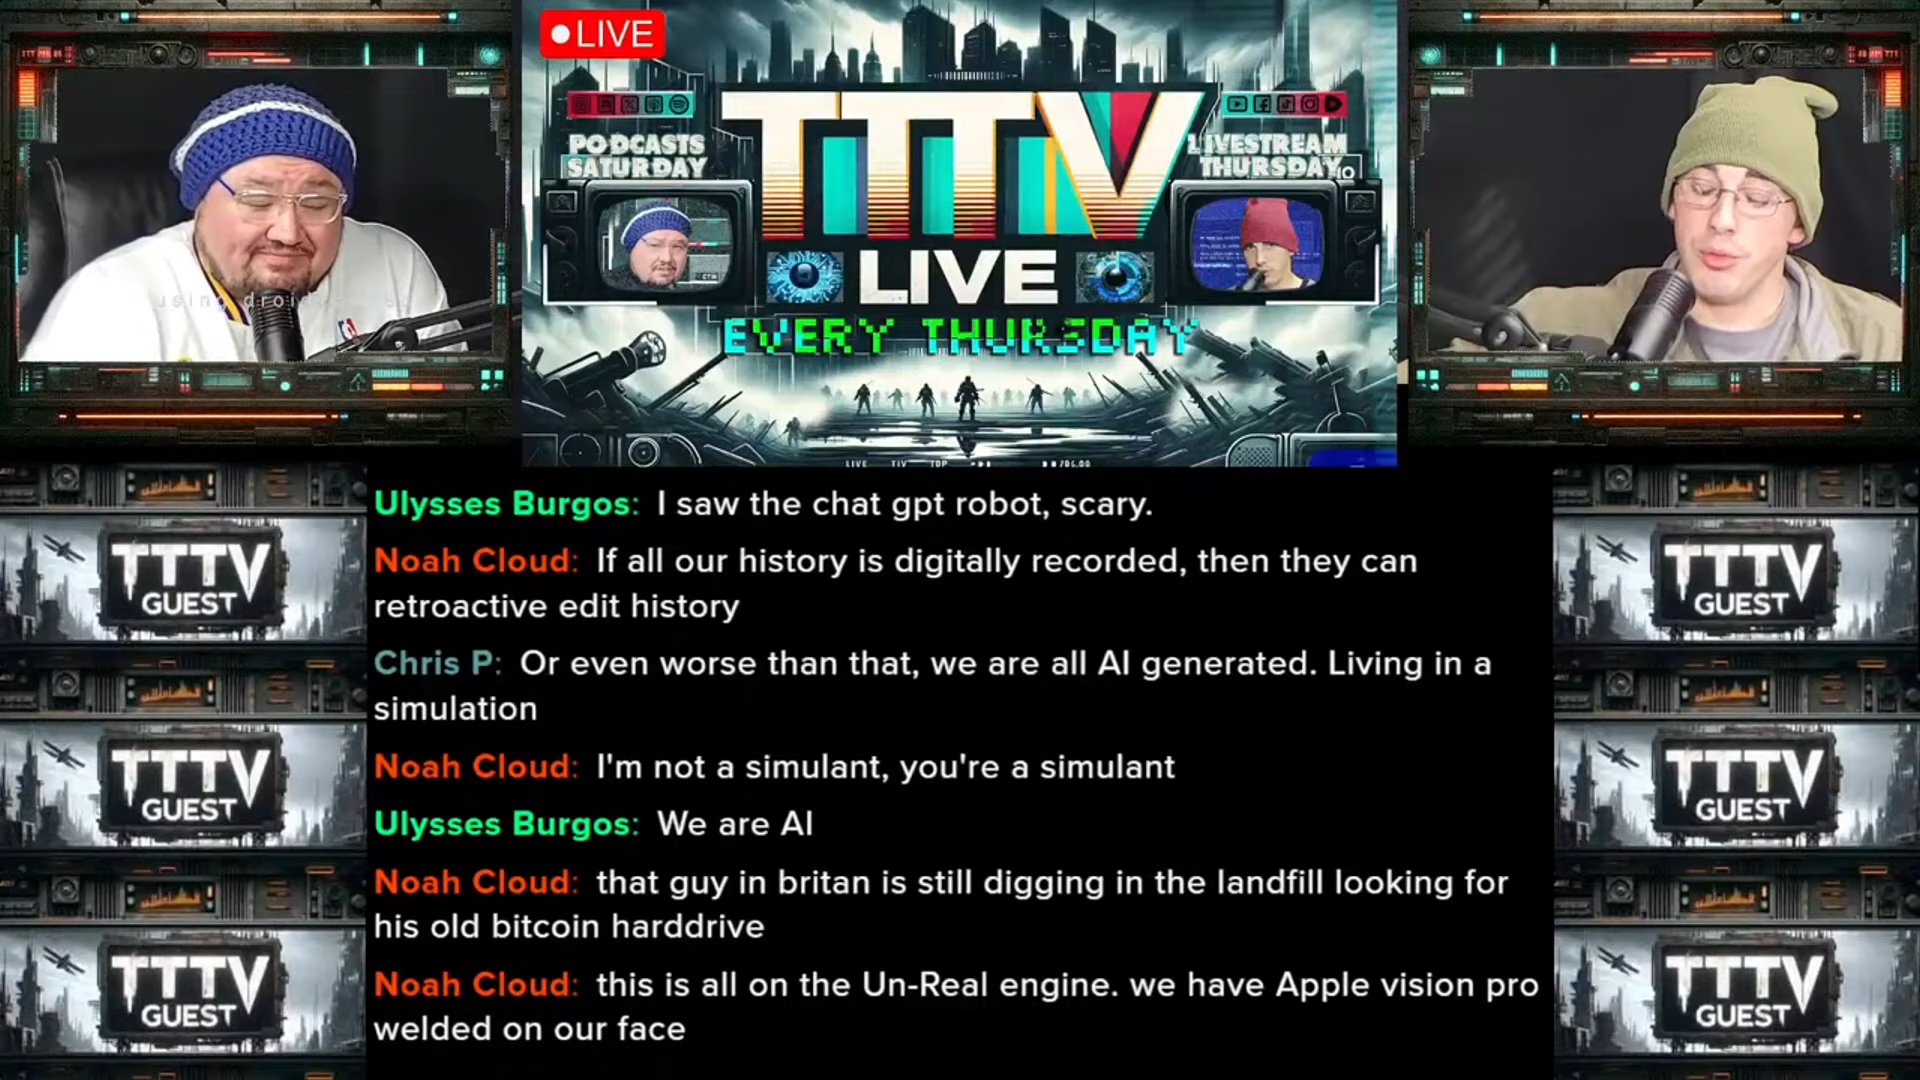 LIVE
TTTV
PODCASTS
SATURDAY
LIVESTREAM
THURSDAY
LIVE
EVERY THURSDAY
Ulysses Burgos: I saw the chat gpt robot, scary.
Noah Cloud: If all our history is digitally recorded, then they can
retroactive edit history
Chris P: Or even worse than that, we are all AI generated. Living in a
simulation
Noah Cloud: I'm not a simulant, you're a simulant
Ulysses Burgos: We are AI
Noah Cloud: that guy in britan is still digging in the landfill looking for
his old bitcoin harddrive
Noah Cloud: this is all on the Un-Real engine. we have Apple vision pro
welded on our face
TTTV
GUEST
TTTV
GUEST
TTTV
GUEST
TTTV
GUEST
TTTV
GUEST
TTTV
GUEST